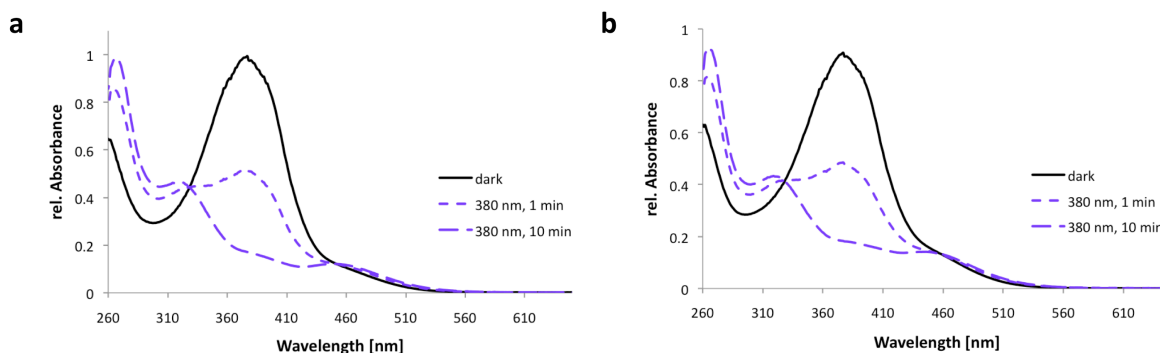 a
rel. Absorbance
1
0.8
0.6
0.4
0.2
0
260 310 360 410 460 510 560 610
Wavelength [nm]
dark
380 nm, 1 min
380 nm, 10 min
b
rel. Absorbance
1
0.8
0.6
0.4
0.2
0
260 310 360 410 460 510 560 610
Wavelength [nm]
dark
380 nm, 1 min
380 nm, 10 min